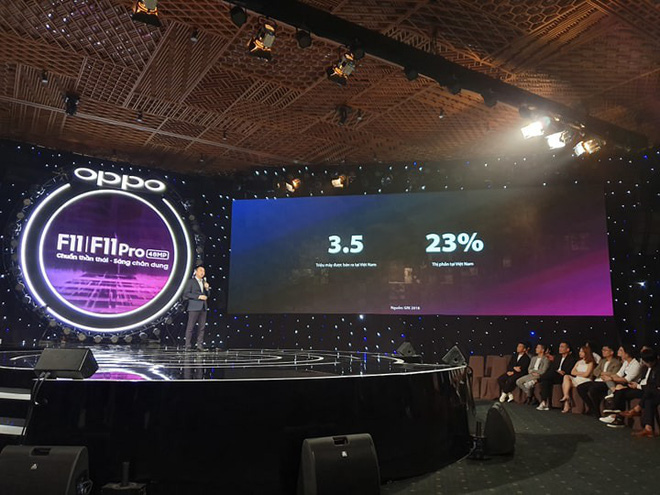 oppo
F11 | F11 Pro 48MP
Chuẩn thần thái - Sáng chân dung
3.5
Triệu máy được bán ra tại Việt Nam
23%
Thị phần tại Việt Nam
Nguồn: GfK 2018